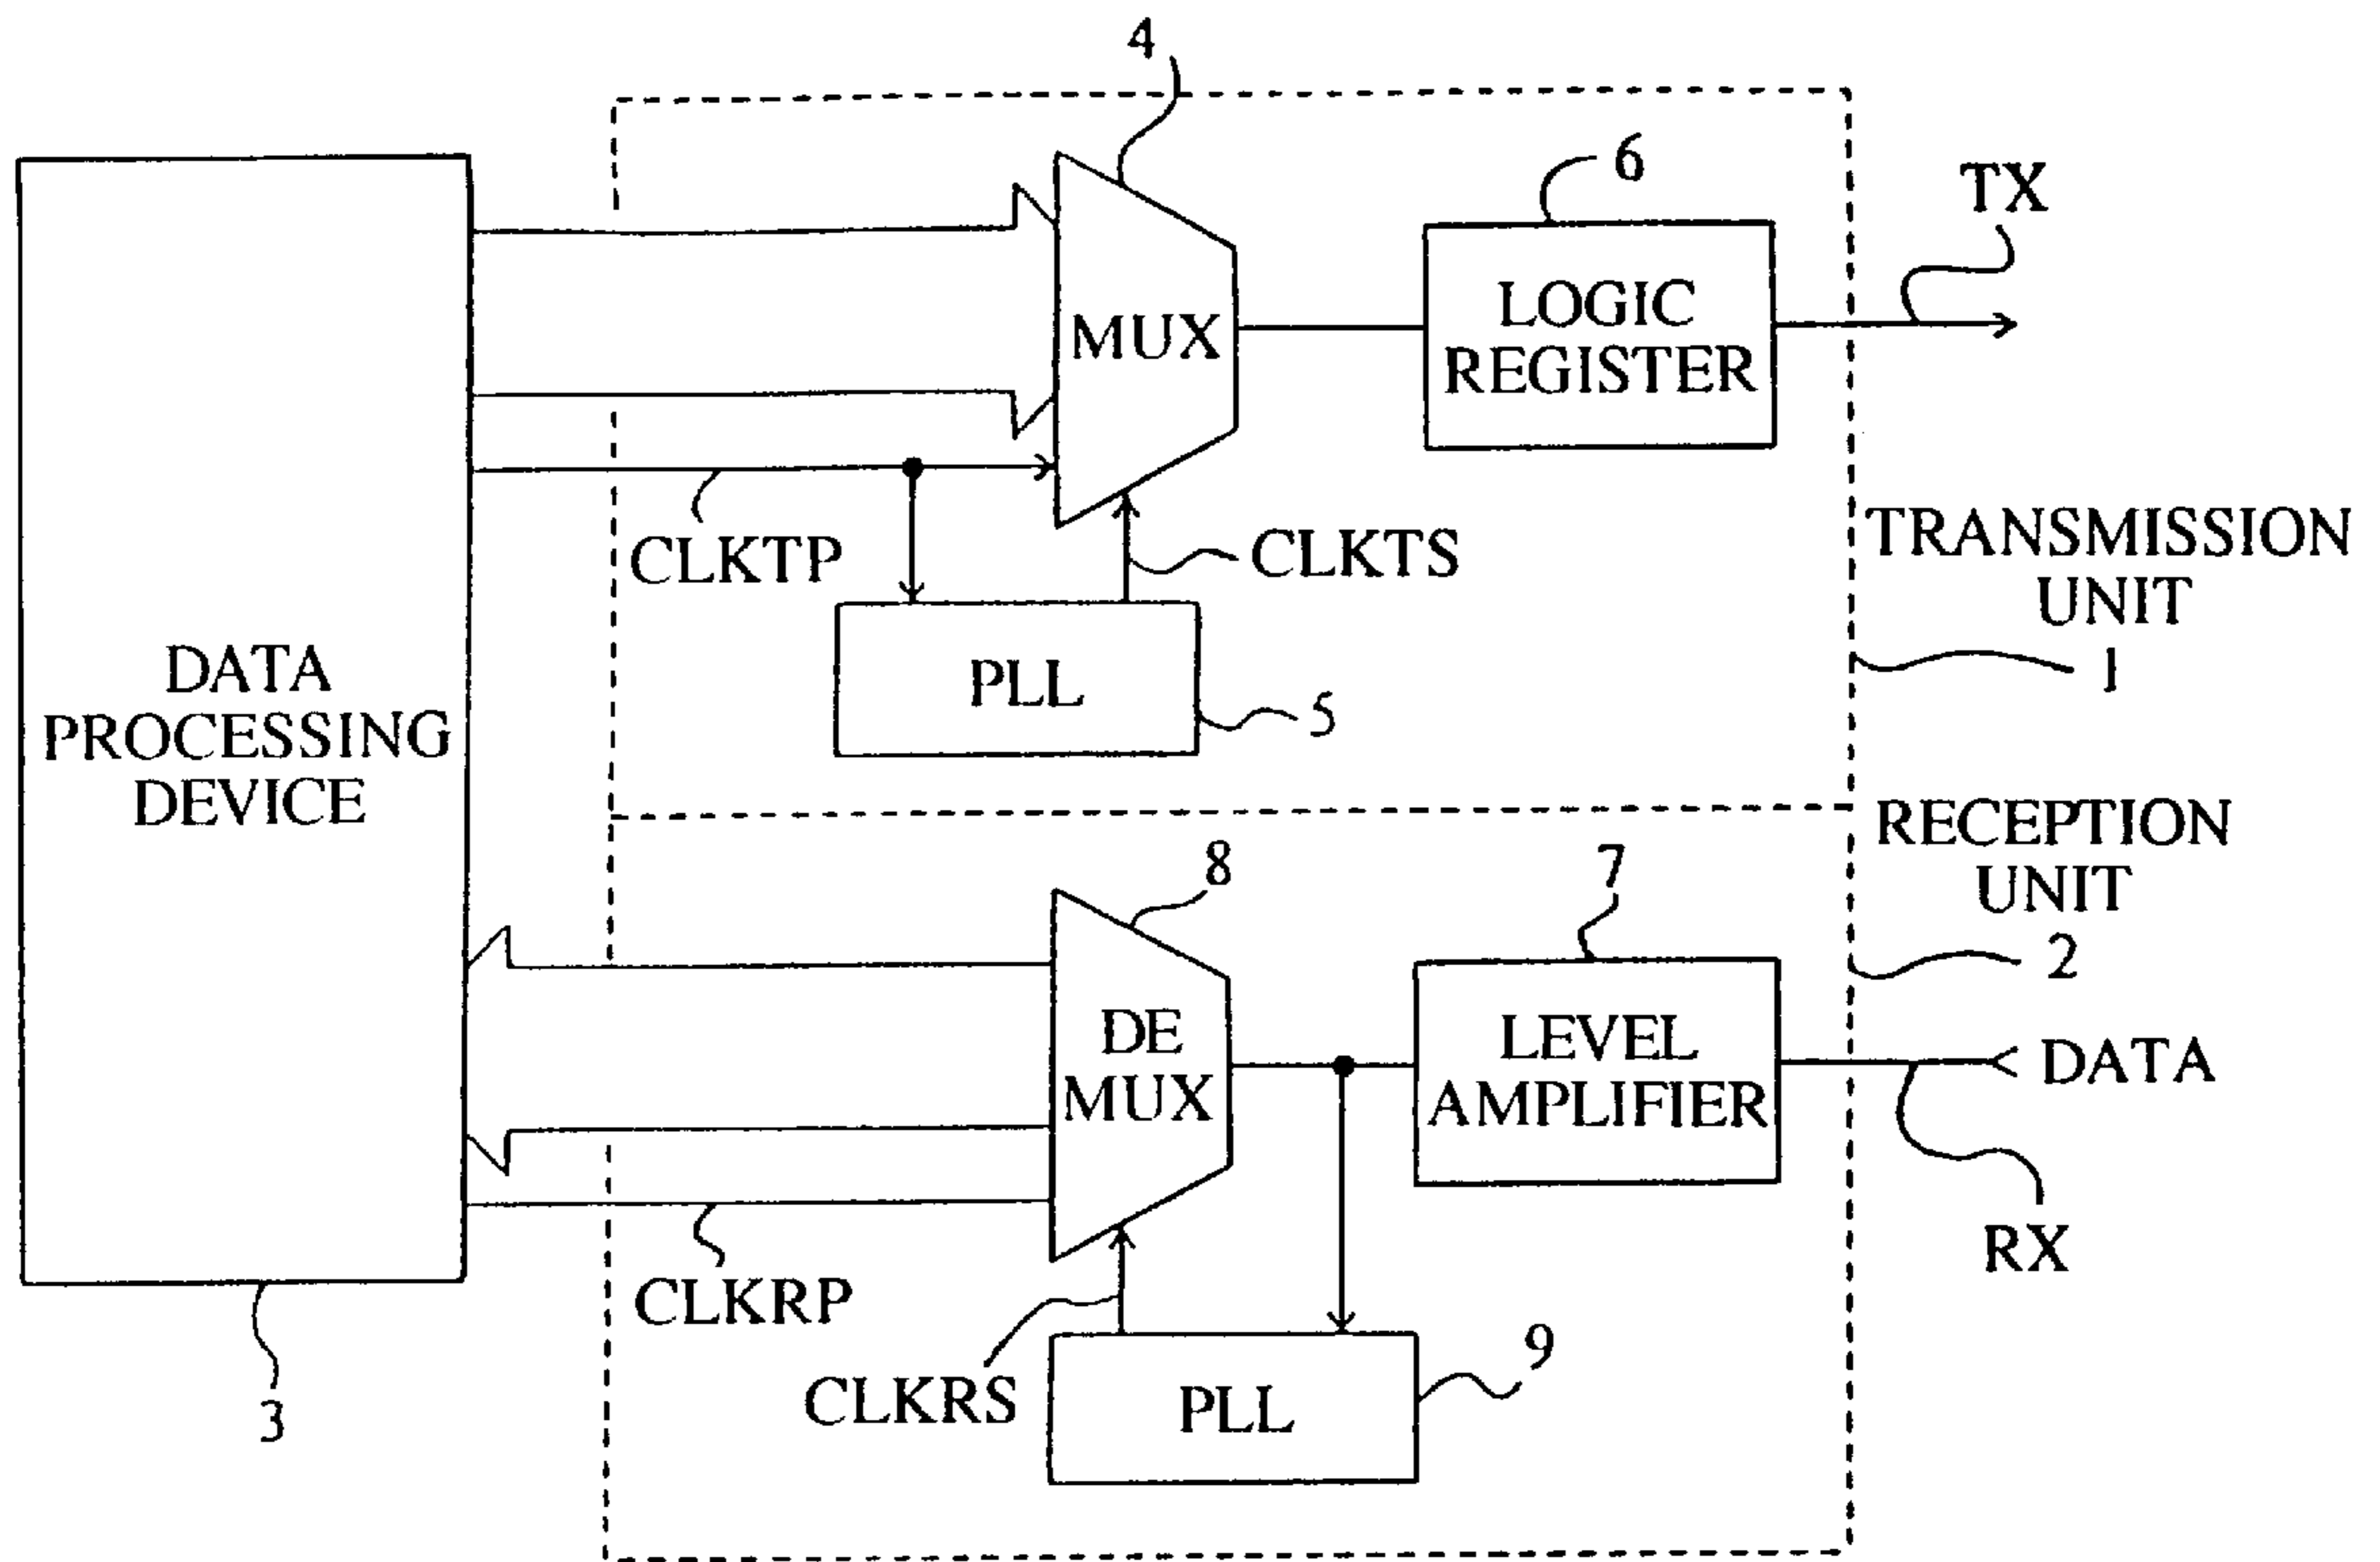 4
6
TX
MUX
LOGIC
REGISTER
CLKTP
CLKTS
TRANSMISSION
UNIT
1
PLL
5
DATA
PROCESSING
DEVICE
3
RECEPTION
UNIT
2
8
7
DE
MUX
LEVEL
AMPLIFIER
DATA
RX
CLKRP
CLKRS
PLL
9